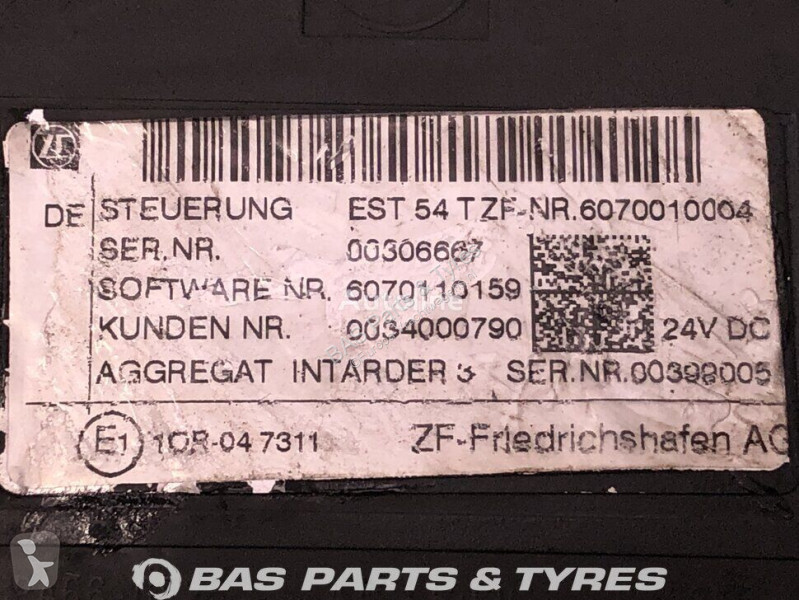 ZF
DE STEUERUNG EST 54 T ZF-NR.6070010004
SER.NR. 00306667
SOFTWARE NR. 6070110159
KUNDEN NR. 0034000790 24V DC
AGGREGAT INTARDER 3 SER.NR.00398005
E1 10R-04 7311 ZF-Friedrichshafen AG
BAS PARTS & TYRES